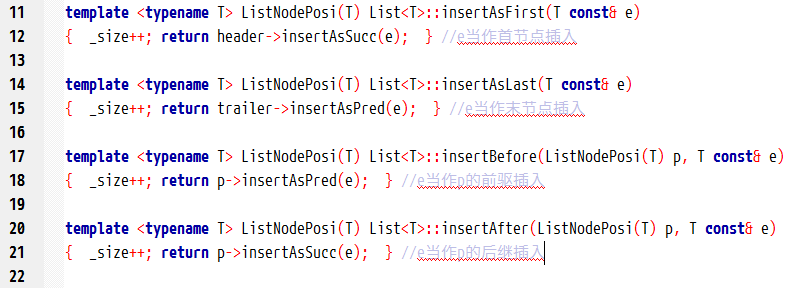 11 template <typename T> ListNodePosi(T) List<T>::insertAsFirst(T const& e)
12 {  _size++; return header->insertAsSucc(e);  } //e当作首节点插入
13
14 template <typename T> ListNodePosi(T) List<T>::insertAsLast(T const& e)
15 {  _size++; return trailer->insertAsPred(e);  } //e当作末节点插入
16
17 template <typename T> ListNodePosi(T) List<T>::insertBefore(ListNodePosi(T) p, T const& e)
18 {  _size++; return p->insertAsPred(e);  } //e当作p的前驱插入
19
20 template <typename T> ListNodePosi(T) List<T>::insertAfter(ListNodePosi(T) p, T const& e)
21 {  _size++; return p->insertAsSucc(e);  } //e当作p的后继插入
22